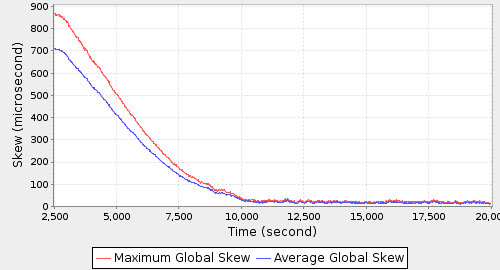 900
800
700
600
500
400
300
200
100
0
Skew (microsecond)
2,500 5,000 7,500 10,000 12,500 15,000 17,500 20,00
Time (second)
Maximum Global Skew Average Global Skew